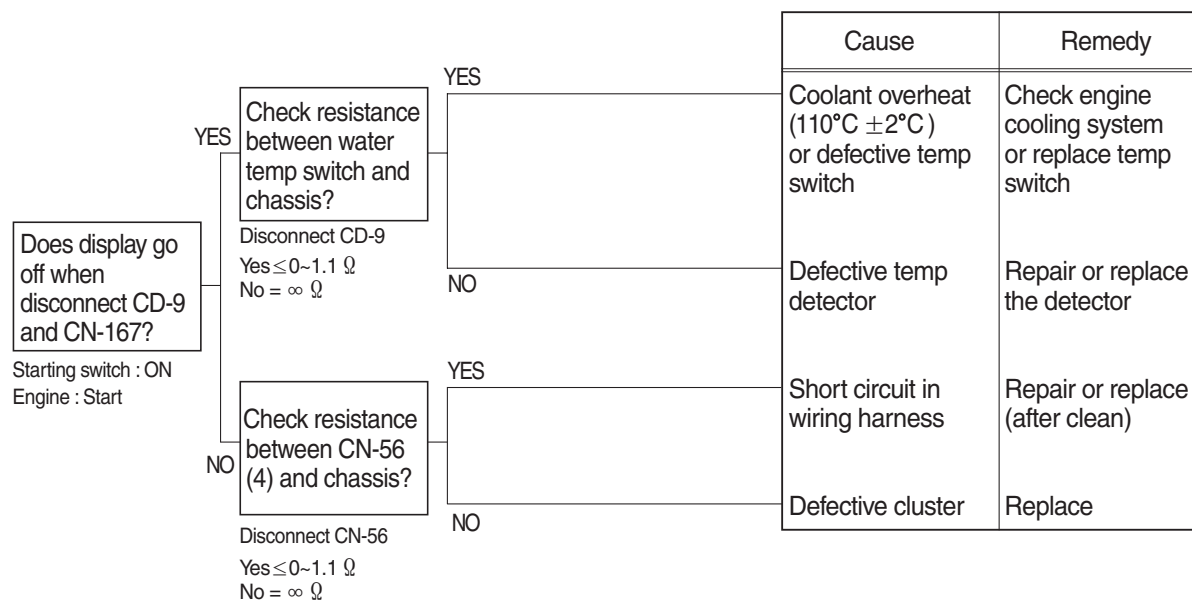 Does display go
off when
disconnect CD-9
and CN-167?
Starting switch : ON
Engine : Start
YES
Check resistance
between water
temp switch and
chassis?
Disconnect CD-9
Yes≤0~1.1 Ω
No = ∞ Ω
YES
NO
NO
Check resistance
between CN-56
(4) and chassis?
Disconnect CN-56
Yes≤0~1.1 Ω
No = ∞ Ω
YES
NO
Cause Remedy
Coolant overheat Check engine
(110°C ±2°C) cooling system
or defective temp or replace temp
switch switch
Defective temp Repair or replace
detector the detector
Short circuit in Repair or replace
wiring harness (after clean)
Defective cluster Replace